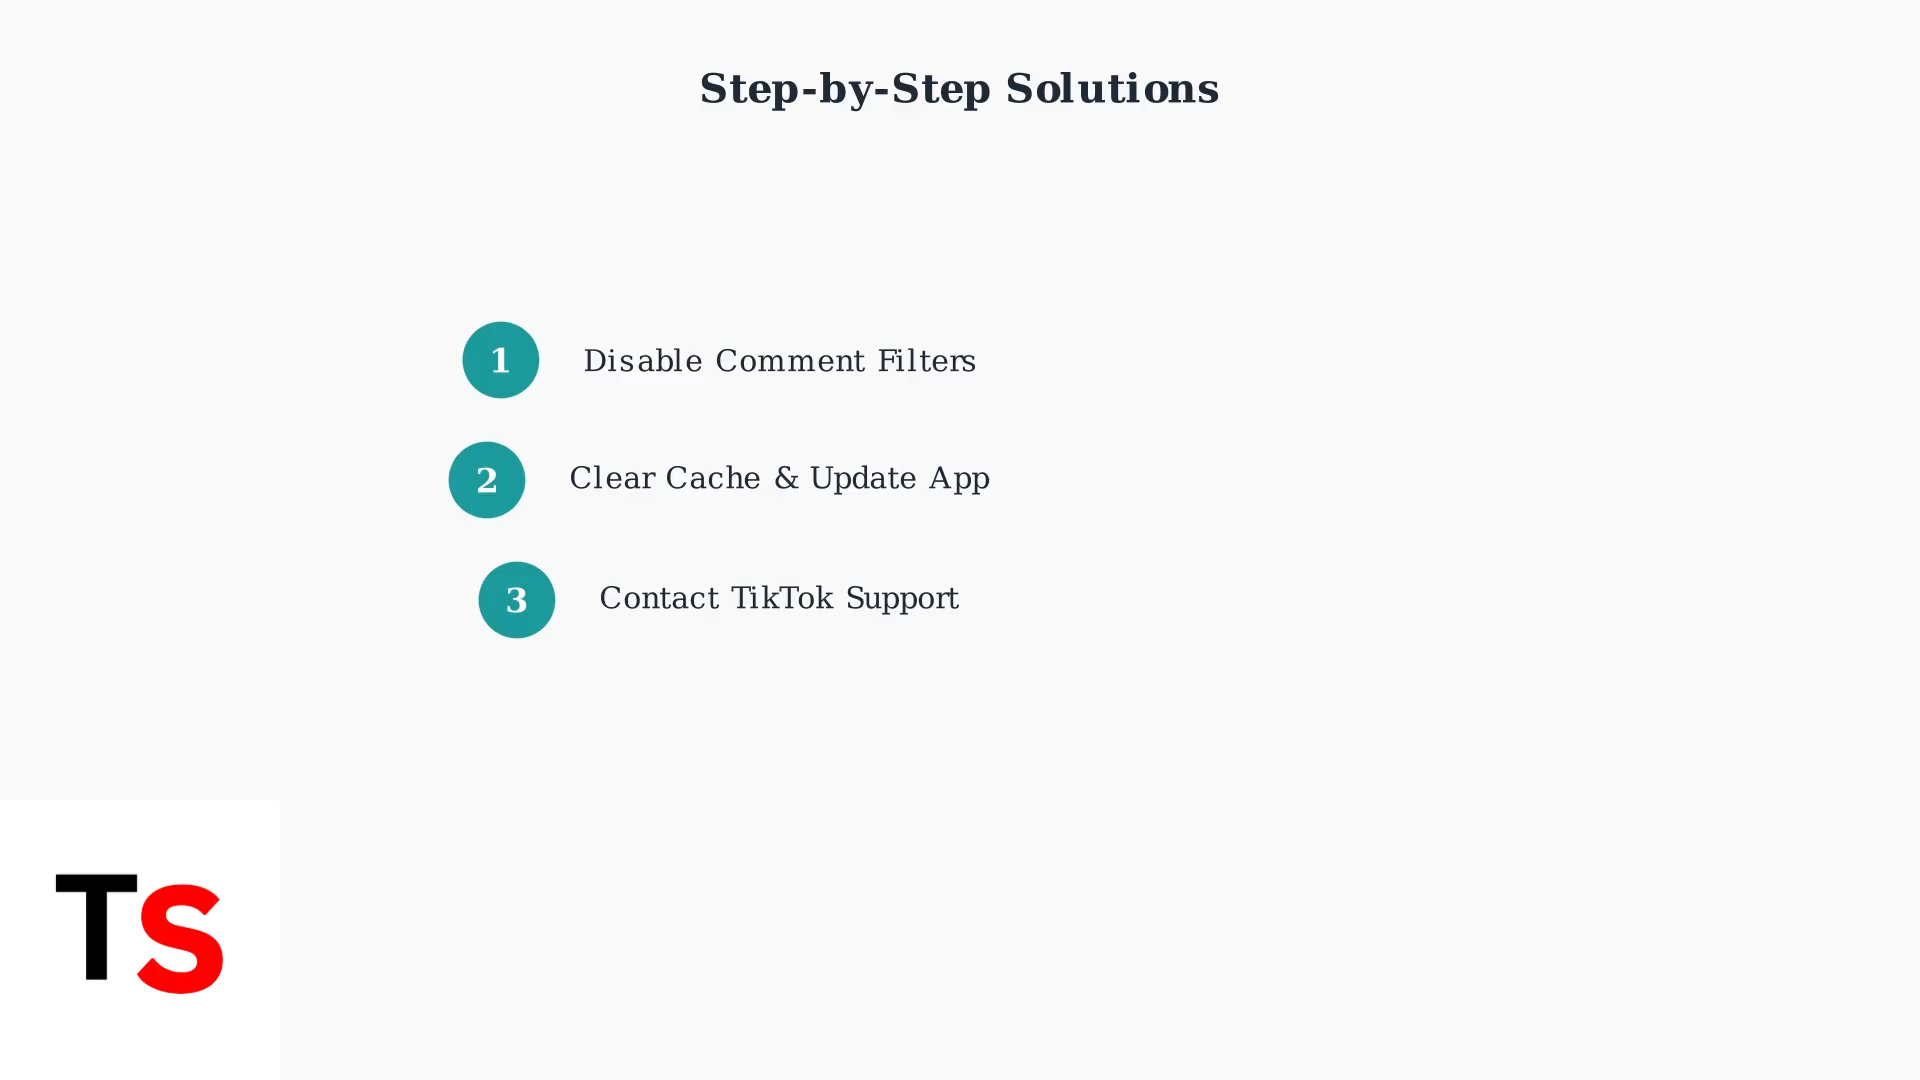 Step-by-Step Solutions
1 Disable Comment Filters
2 Clear Cache & Update App
3 Contact TikTok Support
TS